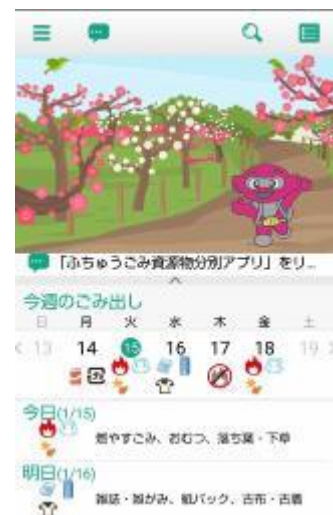 「ふちゅうごみ資源物分別アプリ」をリ...
今週のごみ出し
日 月 火 水 木 金 土
13 14 15 16 17 18 19
今日(1/15)
燃やすごみ、おむつ、落ち葉・下草
明日(1/16)
雑誌・雑がみ、紙パック、古布・古着